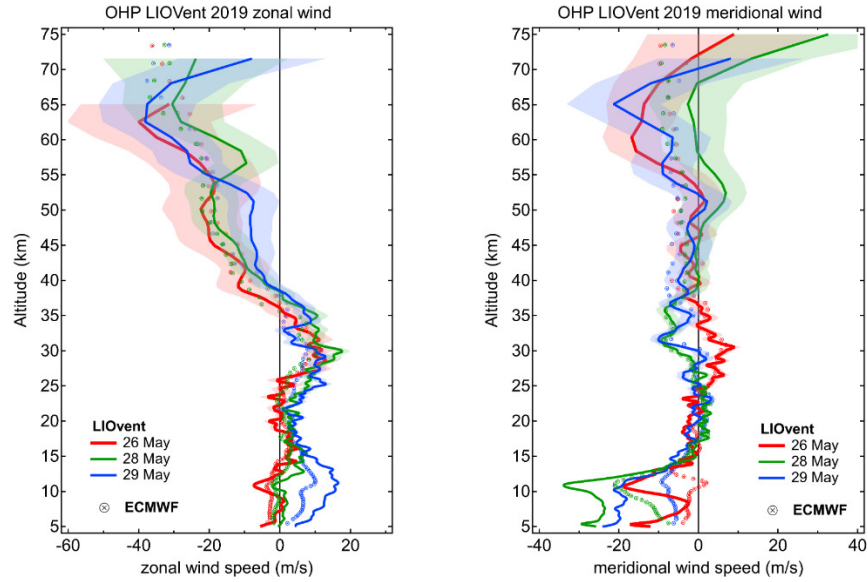 OHP LIOVent 2019 zonal wind
75
70
65
60
55
50
45
40
35
30
25
20
15
10
5
Altitude (km)
LIOvent
26 May
28 May
29 May
ECMWF
-60 -40 -20 0 20
zonal wind speed (m/s)
OHP LIOVent 2019 meridional wind
75
70
65
60
55
50
45
40
35
30
25
20
15
10
5
Altitude (km)
LIOvent
26 May
28 May
29 May
ECMWF
-40 -20 0 20 40
meridional wind speed (m/s)